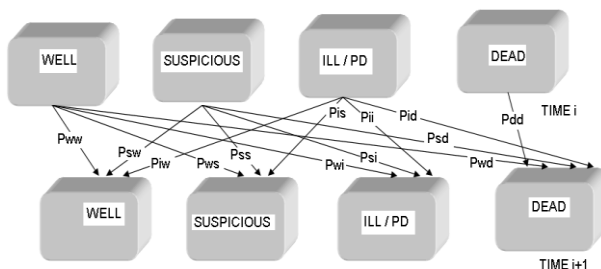 WELL
SUSPICIOUS
ILL / PD
DEAD
TIME i
Pww
Psw
Piw
Pws
Pss
Pis
Pii
Pid
Pwi
Psi
Psd
Pwd
Pdd
WELL
SUSPICIOUS
ILL / PD
DEAD
TIME i+1